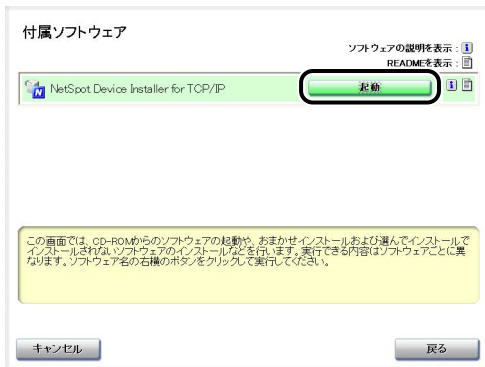 付属ソフトウェア
ソフトウェアの説明を表示：
READMEを表示：
NetSpot Device Installer for TCP/IP
起動
この画面では、CD-ROMからのソフトウェアの起動や、おまかせインストールおよび選んでインストールで
インストールされないソフトウェアのインストールなどを行います。実行できる内容はソフトウェアごとに異
なります。ソフトウェア名の右横のボタンをクリックして実行してください。
キャンセル
戻る